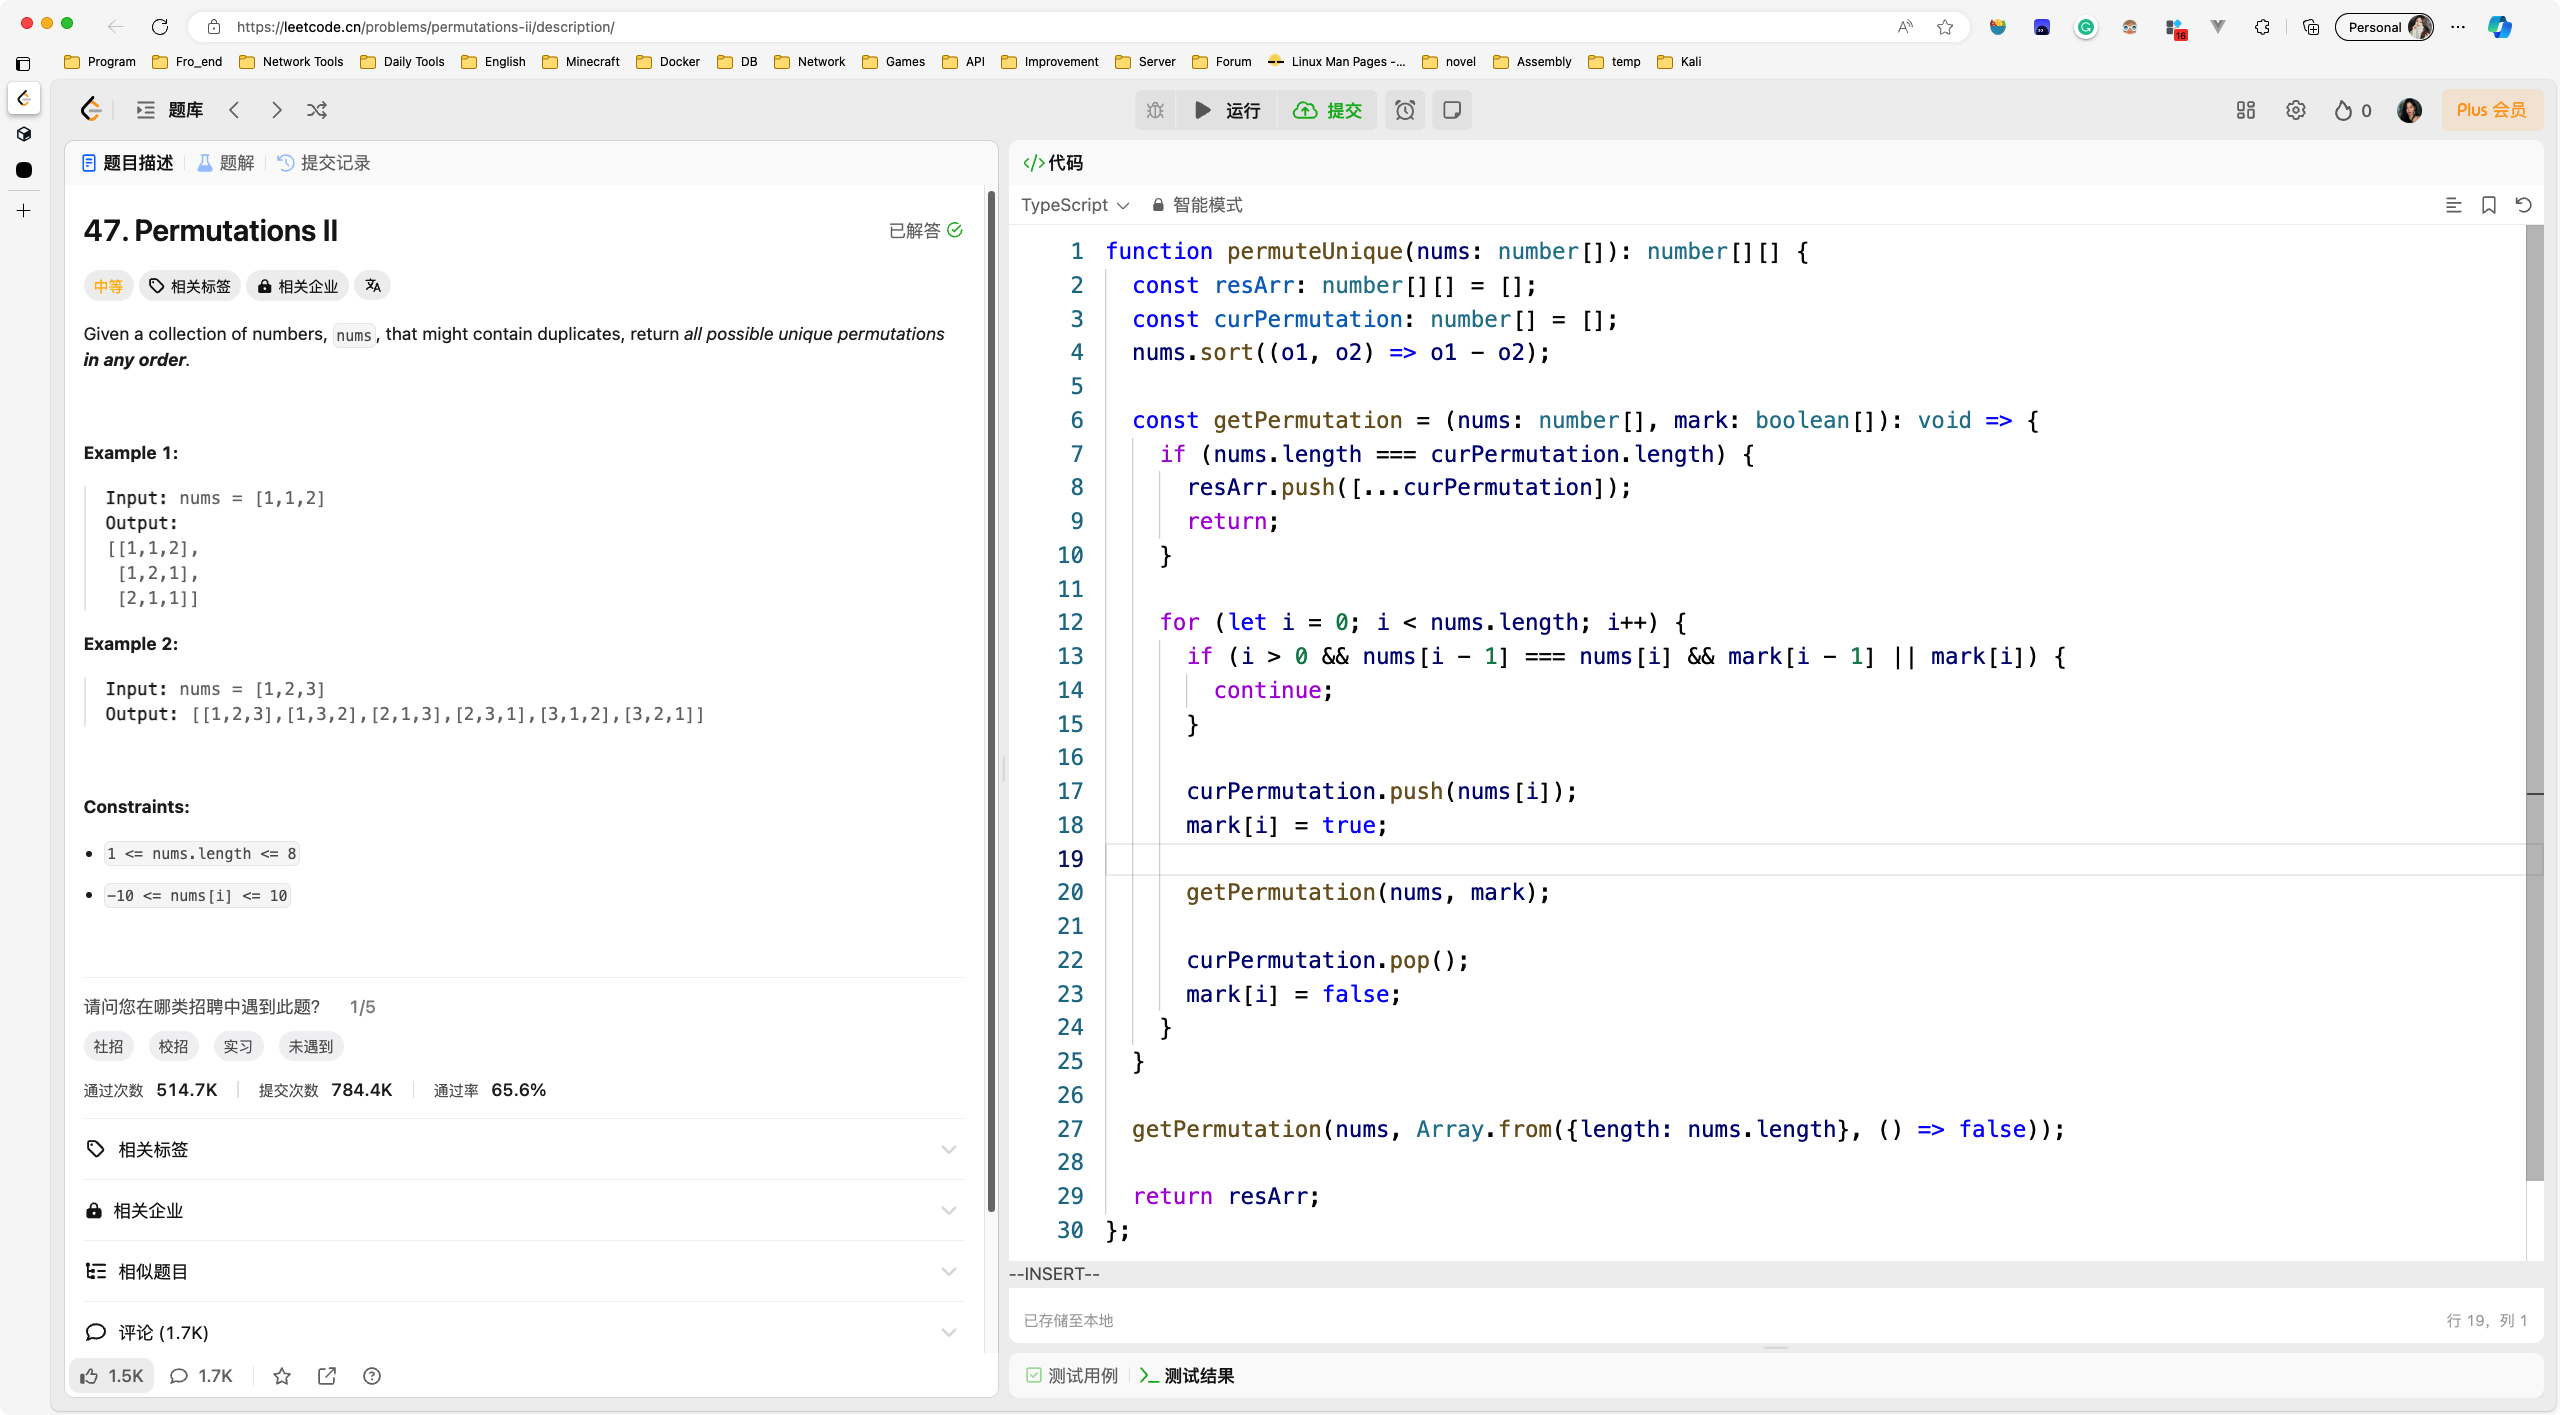 https://leetcode.cn/problems/permutations-ii/description/
Personal
16
Program
Fro_end
Network Tools
Daily Tools
English
Minecraft
Docker
DB
Network
Games
API
Improvement
Server
Forum
Linux Man Pages -...
novel
Assembly
temp
Kali
题库
运行
提交
0
Plus 会员
题目描述
题解
提交记录
47. Permutations II
已解答
中等
相关标签
相关企业
Given a collection of numbers, nums, that might contain duplicates, return all possible unique permutations
in any order.
Example 1:
Input: nums = [1,1,2]
Output:
[[1,1,2],
[1,2,1],
[2,1,1]]
Example 2:
Input: nums = [1,2,3]
Output: [[1,2,3],[1,3,2],[2,1,3],[2,3,1],[3,1,2],[3,2,1]]
Constraints:
• 1 <= nums.length <= 8
• -10 <= nums[i] <= 10
请问您在哪类招聘中遇到此题? 1/5
社招 校招 实习 未遇到
通过次数 514.7K 提交次数 784.4K 通过率 65.6%
相关标签
相关企业
相似题目
评论 (1.7K)
1.5K
1.7K
</>代码
TypeScript
智能模式
1 function permuteUnique(nums: number[]): number[][] {
2 const resArr: number[][] = [];
3 const curPermutation: number[] = [];
4 nums.sort((o1, o2) => o1 - o2);
5
6 const getPermutation = (nums: number[], mark: boolean[]): void => {
7 if (nums.length === curPermutation.length) {
8 resArr.push([...curPermutation]);
9 return;
10 }
11
12 for (let i = 0; i < nums.length; i++) {
13 if (i > 0 && nums[i - 1] === nums[i] && mark[i - 1] || mark[i]) {
14 continue;
15 }
16
17 curPermutation.push(nums[i]);
18 mark[i] = true;
19
20 getPermutation(nums, mark);
21
22 curPermutation.pop();
23 mark[i] = false;
24 }
25 }
26
27 getPermutation(nums, Array.from({length: nums.length}, () => false));
28
29 return resArr;
30 };
--INSERT--
已存储至本地
行 19, 列 1
测试用例
测试结果